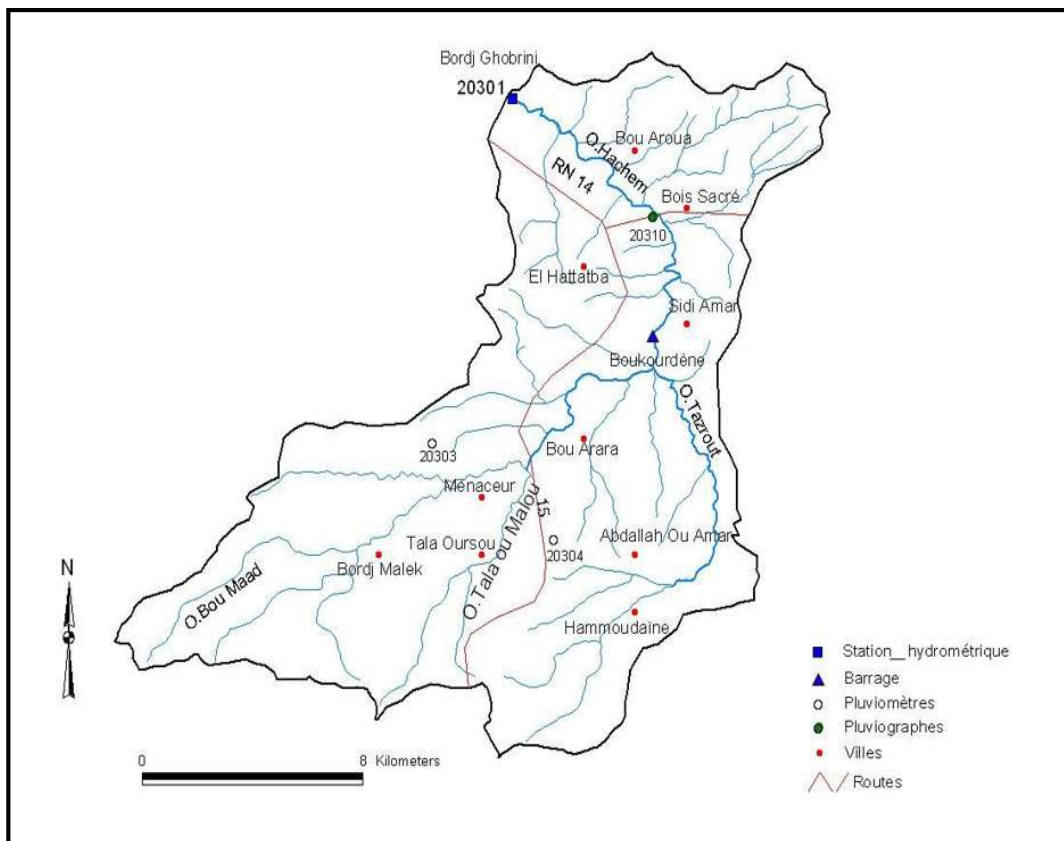 Bordj Ghobrini
20301
Bou Aroua
O.Hachem
RN 14
Bois Sacré
20310
El Hattatba
Sidi Amar
Boukourdène
O.Tazrout
Bou Arara
20303
Ménaceur
15
O.Tala ou Malou
Tala Oursou
20304
Abdallah Ou Amar
Bordj Malek
O.Bou Maad
Hammoudaine
N
Station__hydrométrique
Barrage
Pluviomètres
Pluviographes
Villes
Routes
0 8 Kilometers